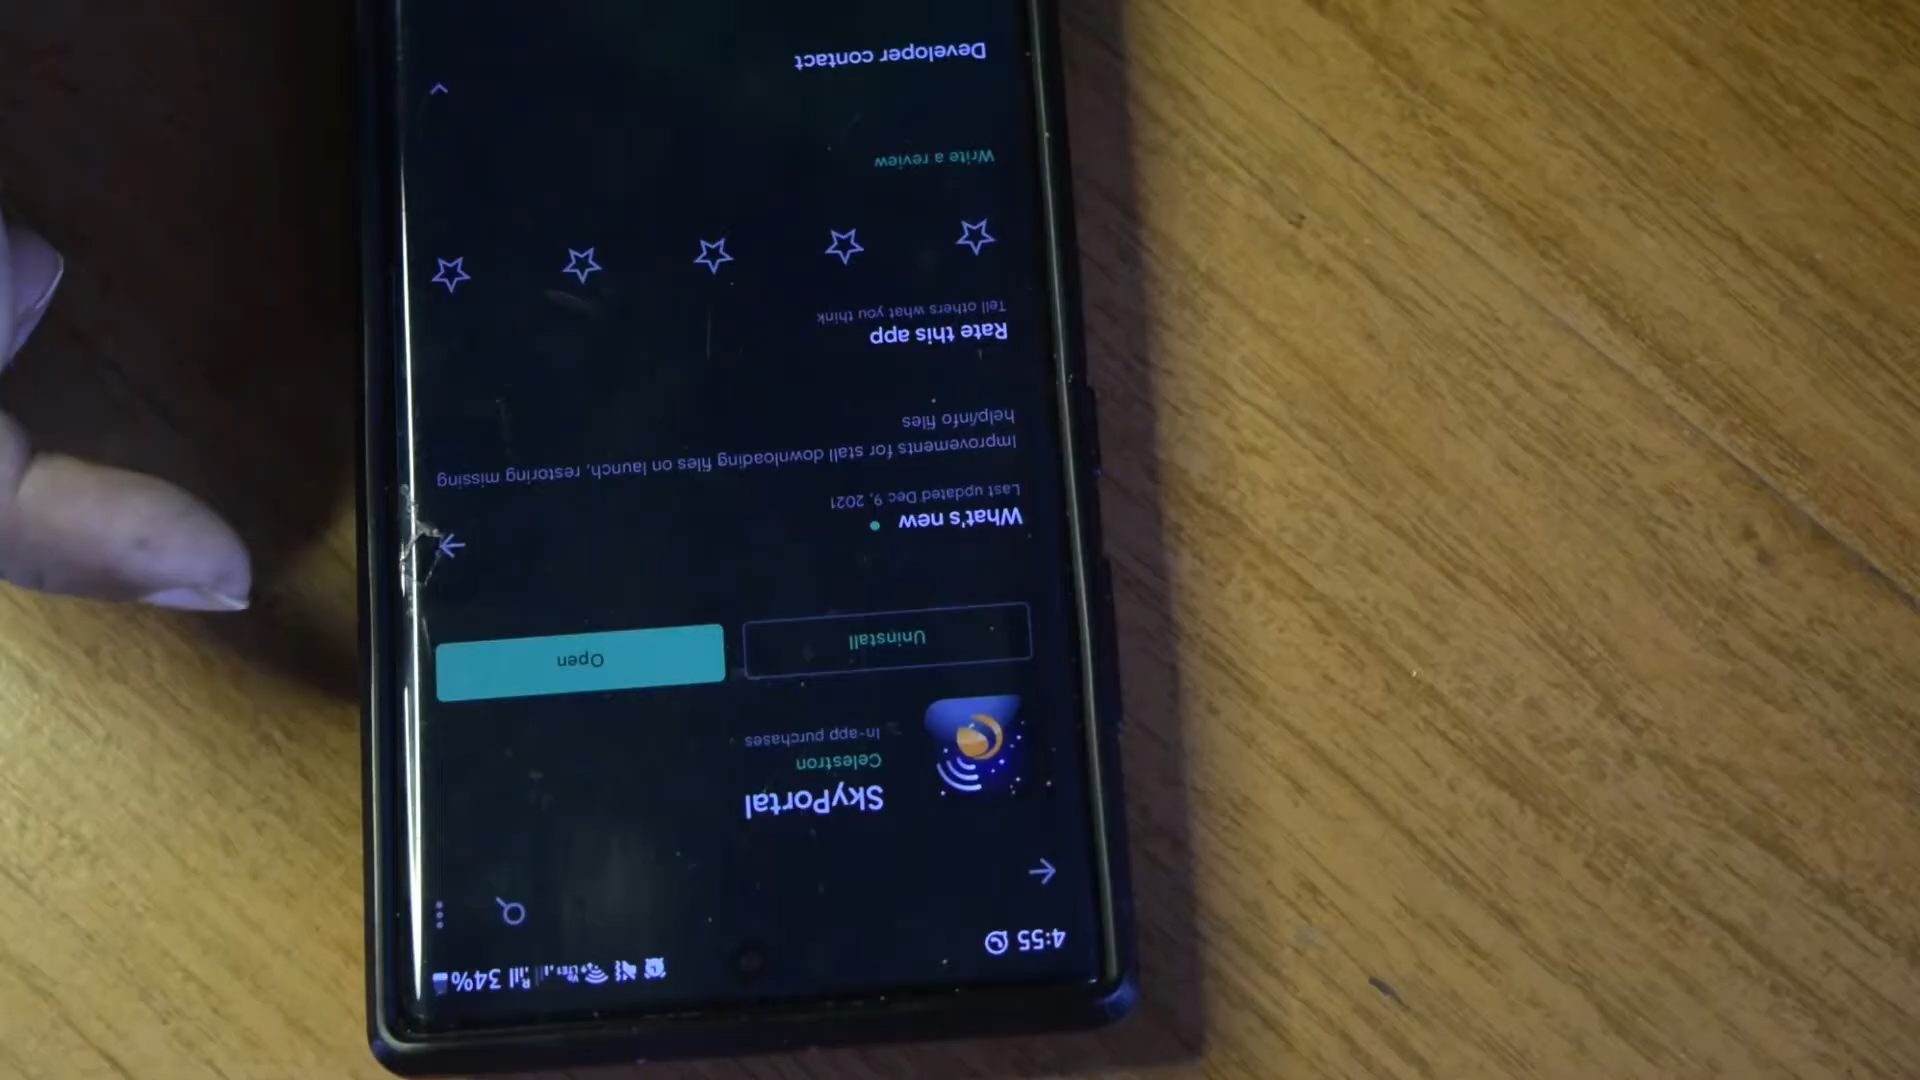 4:55
34%
SkyPortal
Celestron
In-app purchases
Uninstall
Open
What's new
Last updated Dec 9, 2021
Improvements for stall downloading files on launch, restoring missing
help/info files
Rate this app
Tell others what you think
Write a review
Developer contact